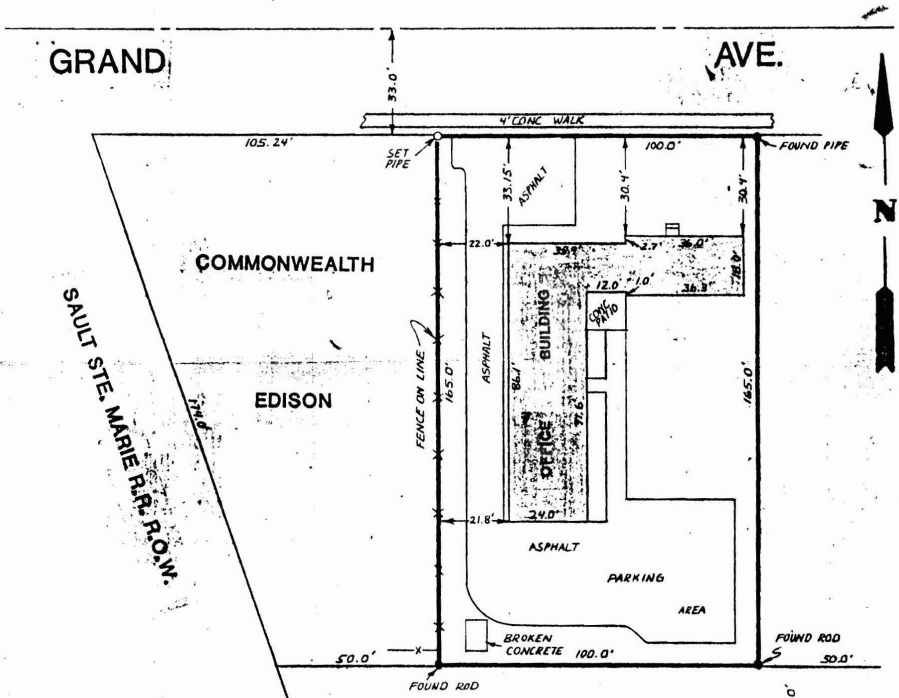 GRAND AVE.
33.0'
4' CONC WALK
105.24'
SET PIPE
100.0'
FOUND PIPE
ASPHALT
33.15'
30.4'
30.4'
N
22.0'
2.7'
36.0'
18.0'
COMMONWEALTH
12.0'
1.0'
36.3'
CONC PATIO
BUILDING
OFFICE
ASPHALT
86.1'
FENCE ON LINE
165.0'
165.0'
EDISON
SAULT STE. MARIE R.R. R.O.W.
174.0'
21.8'
24.0'
ASPHALT
PARKING
AREA
BROKEN CONCRETE
50.0'
100.0'
FOUND ROD
FOUND ROD
50.0'